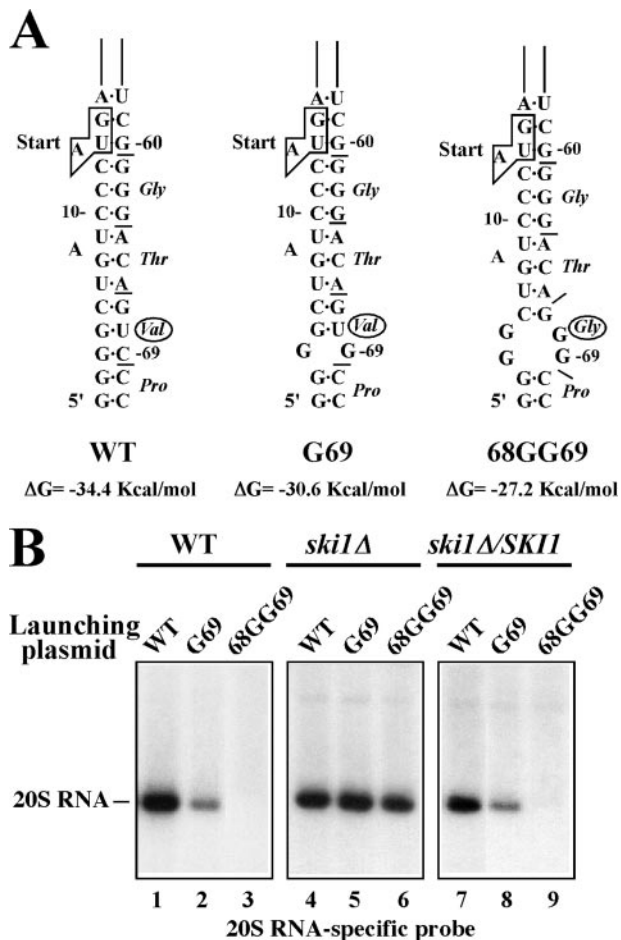 A
A·U A·U A·U
G C G C G C
Start A U·G -60 Start A U·G -60 Start A U·G -60
C·G C·G C·G
C·G Gly C·G Gly C·G Gly
10- C·G 10- C·G 10- C·G
U·A U·A U·A
A G·C Thr A G·C Thr A G·C Thr
U·A U·A U·A
C·G C·G C G
G·U Val G·U Val G G Gly
G·C -69 G G -69 G G -69
G·C G·C G·C
5' G·C Pro 5' G·C Pro 5' G·C Pro
WT G69 68GG69
ΔG= -34.4 Kcal/mol ΔG= -30.6 Kcal/mol ΔG= -27.2 Kcal/mol
B
WT ski1Δ ski1Δ/SKI1
Launching plasmid WT G69 68GG69 WT G69 68GG69 WT G69 68GG69
20S RNA –
1 2 3 4 5 6 7 8 9
20S RNA-specific probe